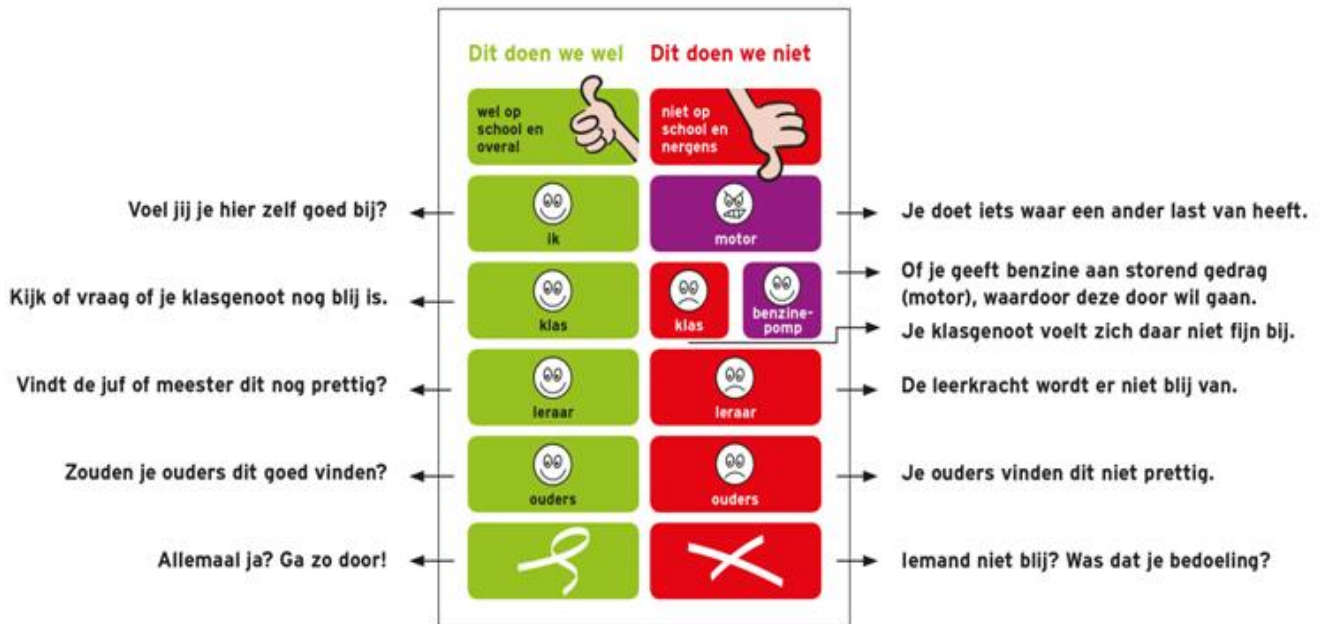 Dit doen we wel
Dit doen we niet
wel op
school en
overal
niet op
school en
nergens
Voel jij je hier zelf goed bij?
ik
motor
Je doet iets waar een ander last van heeft.
Kijk of vraag of je klasgenoot nog blij is.
klas
klas
benzine-
pomp
Of je geeft benzine aan storend gedrag
(motor), waardoor deze door wil gaan.
Je klasgenoot voelt zich daar niet fijn bij.
Vindt de juf of meester dit nog prettig?
leraar
leraar
De leerkracht wordt er niet blij van.
Zouden je ouders dit goed vinden?
ouders
ouders
Je ouders vinden dit niet prettig.
Allemaal ja? Ga zo door!
Iemand niet blij? Was dat je bedoeling?